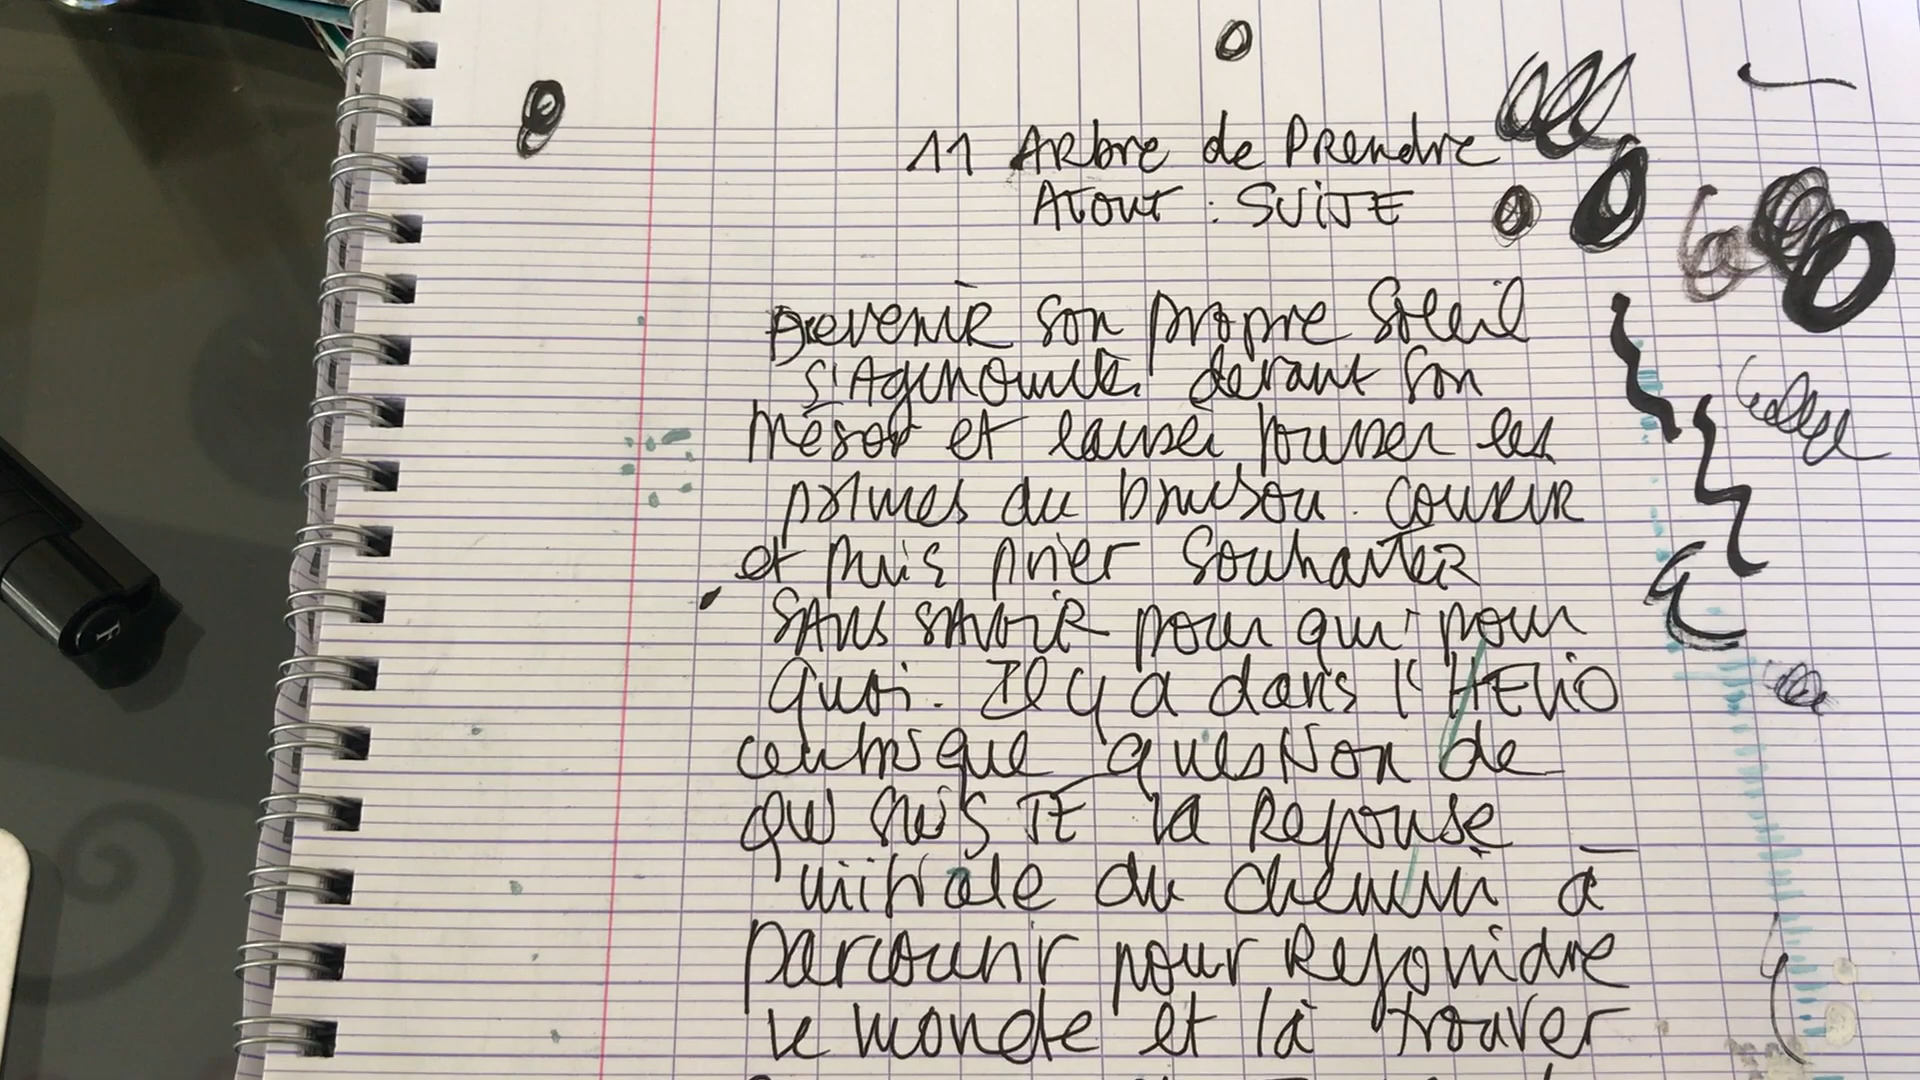 11 Arbre de Prendre
Atout : SUITE
Devenir son propre soleil
s'Agenouiller devant son
trésor et laisser pousser les
primes du buisson. COURIR
et puis prier souhaiter
SANS SAVOIR pour qui pour
quoi. Il y a dans l'HELIO
centrique question de
qui suis JE la Réponse
initiale du chemin à
parcourir pour Rejoindre
le monde et là trouver
F